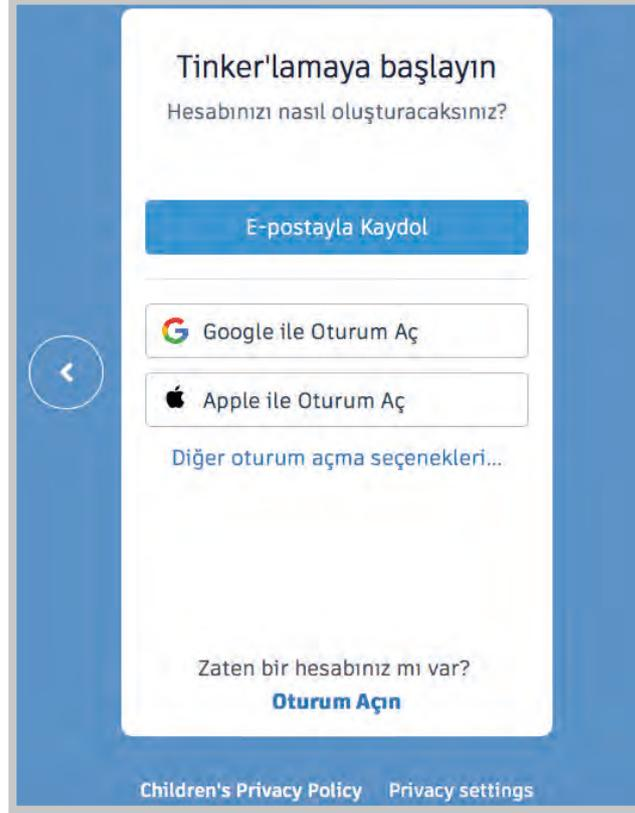 Tinker'lamaya başlayın
Hesabınızı nasıl oluşturacaksınız?
E-postayla Kaydol
Google ile Oturum Aç
Apple ile Oturum Aç
Diğer oturum açma seçenekleri...
Zaten bir hesabınız mı var?
Oturum Açın
Children's Privacy Policy Privacy settings